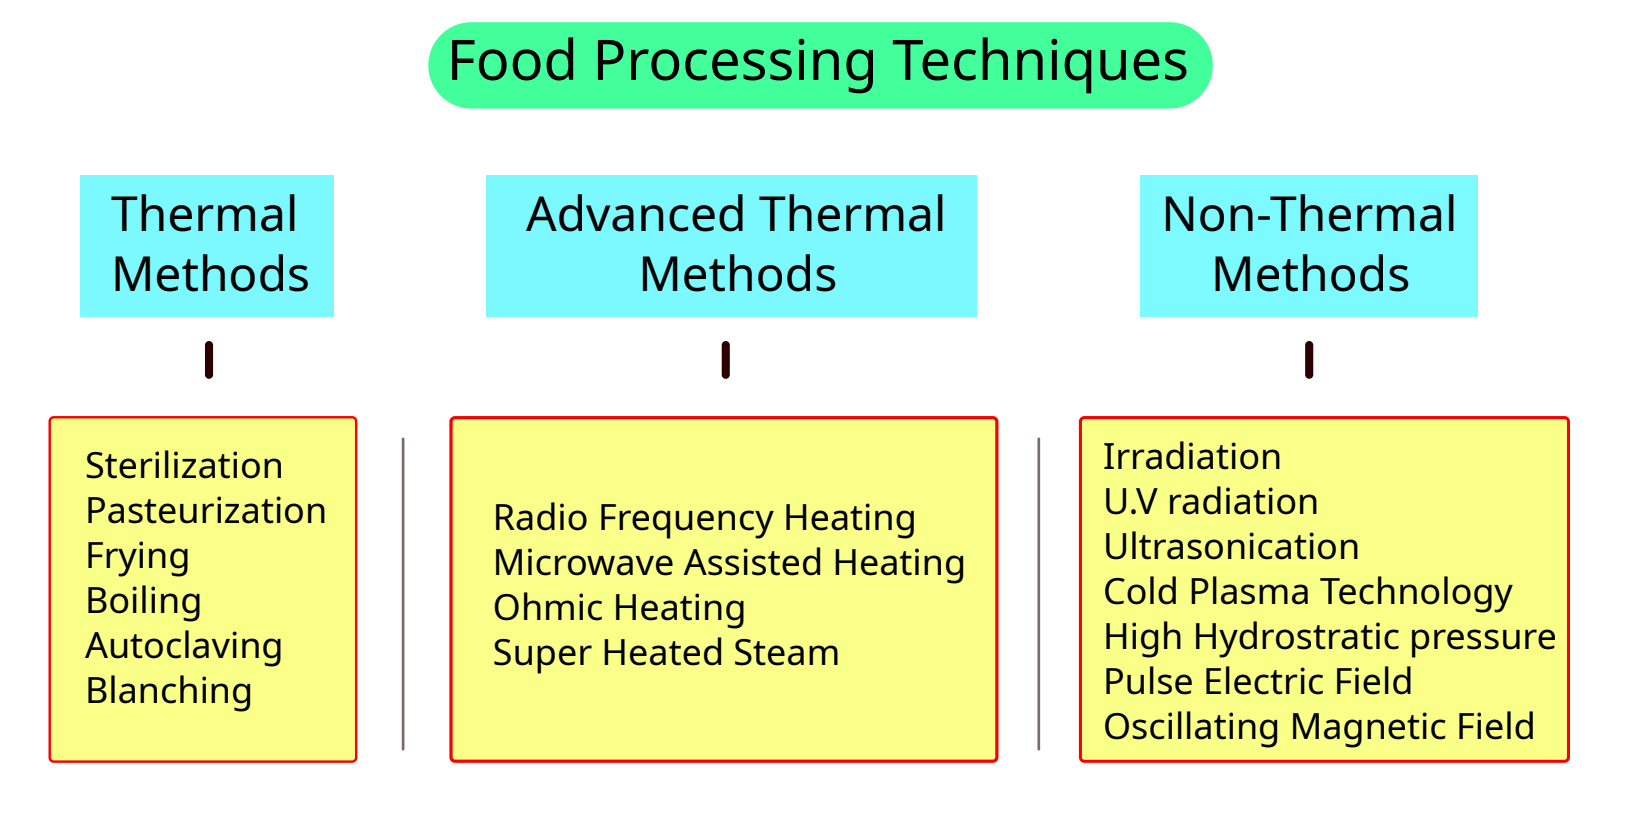 Food Processing Techniques
Thermal
Methods
Sterilization
Pasteurization
Frying
Boiling
Autoclaving
Blanching
Advanced Thermal
Methods
Radio Frequency Heating
Microwave Assisted Heating
Ohmic Heating
Super Heated Steam
Non-Thermal
Methods
Irradiation
U.V radiation
Ultrasonication
Cold Plasma Technology
High Hydrostratic pressure
Pulse Electric Field
Oscillating Magnetic Field